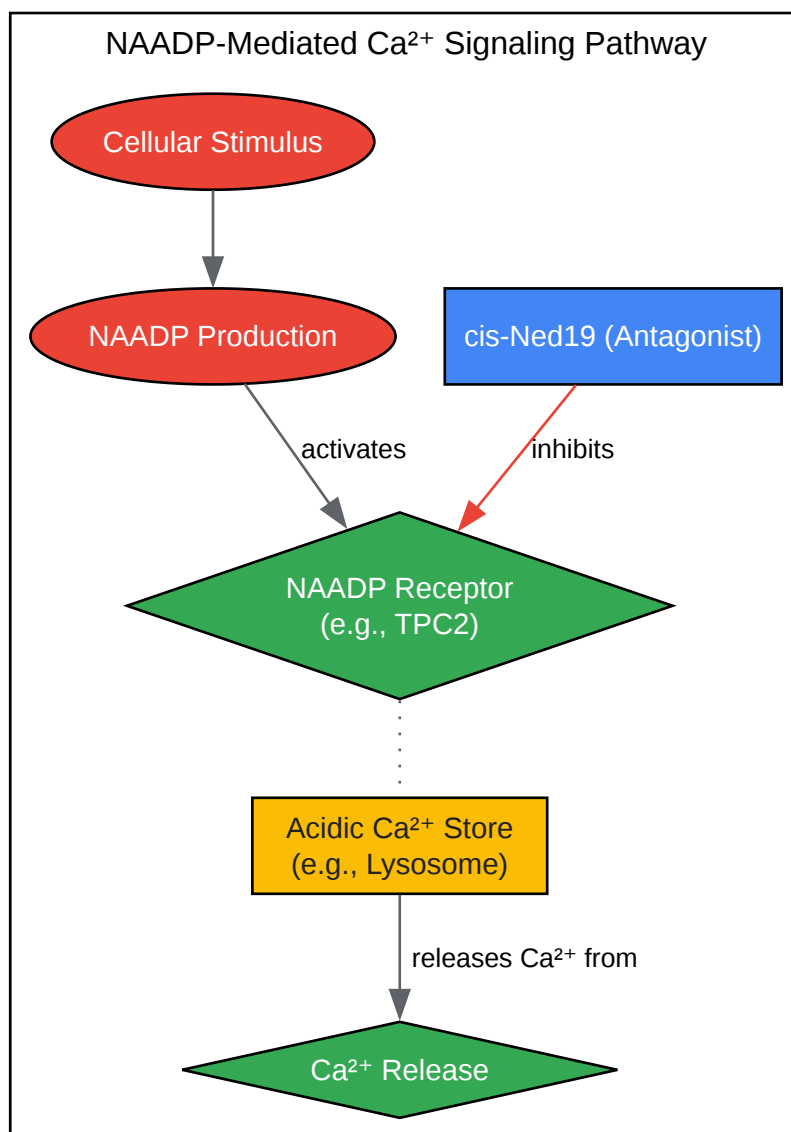 NAADP-Mediated Ca²⁺ Signaling Pathway
Cellular Stimulus
NAADP Production
cis-Ned19 (Antagonist)
activates
inhibits
NAADP Receptor
(e.g., TPC2)
Acidic Ca²⁺ Store
(e.g., Lysosome)
releases Ca²⁺ from
Ca²⁺ Release